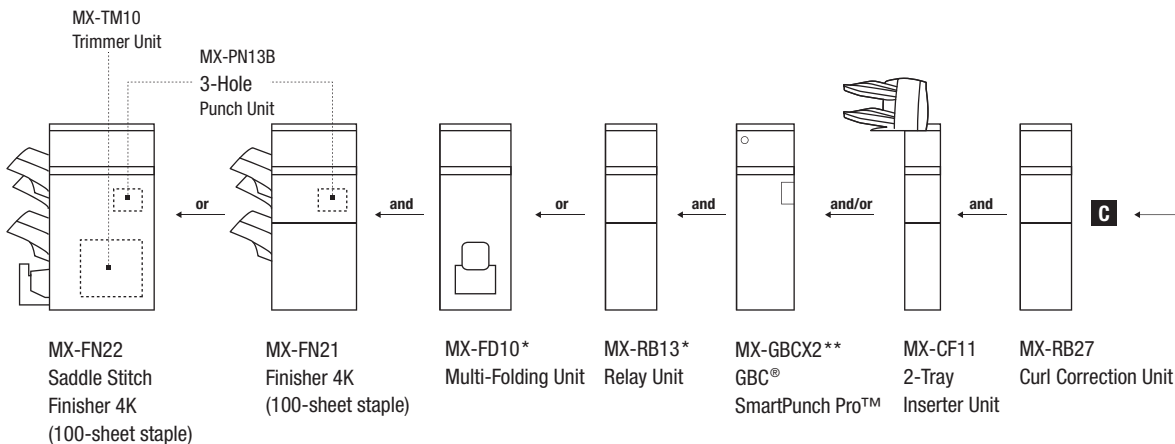 MX-TM10
Trimmer Unit
MX-PN13B
3-Hole
Punch Unit
or
and
or
and
and/or
and
C
MX-FN22
Saddle Stitch
Finisher 4K
(100-sheet staple)
MX-FN21
Finisher 4K
(100-sheet staple)
MX-FD10*
Multi-Folding Unit
MX-RB13*
Relay Unit
MX-GBCX2**
GBC®
SmartPunch Pro™
MX-CF11
2-Tray
Inserter Unit
MX-RB27
Curl Correction Unit